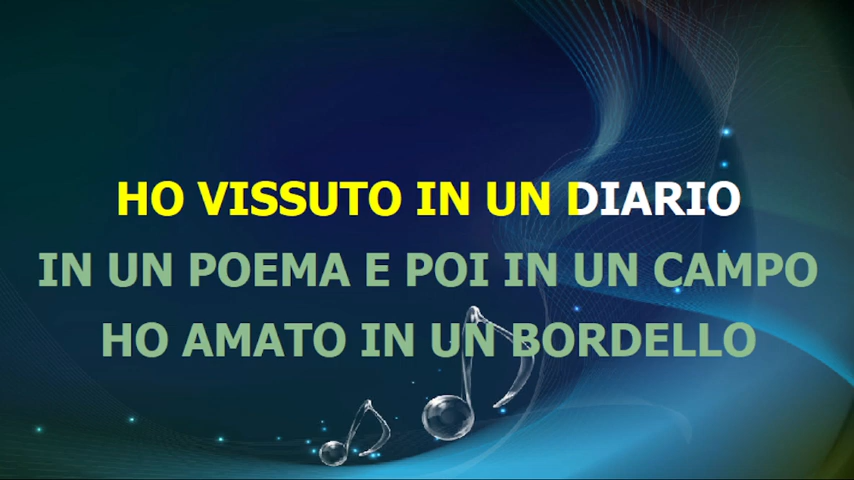 HO VISSUTO IN UN DIARIO
IN UN POEMA E POI IN UN CAMPO
HO AMATO IN UN BORDELLO